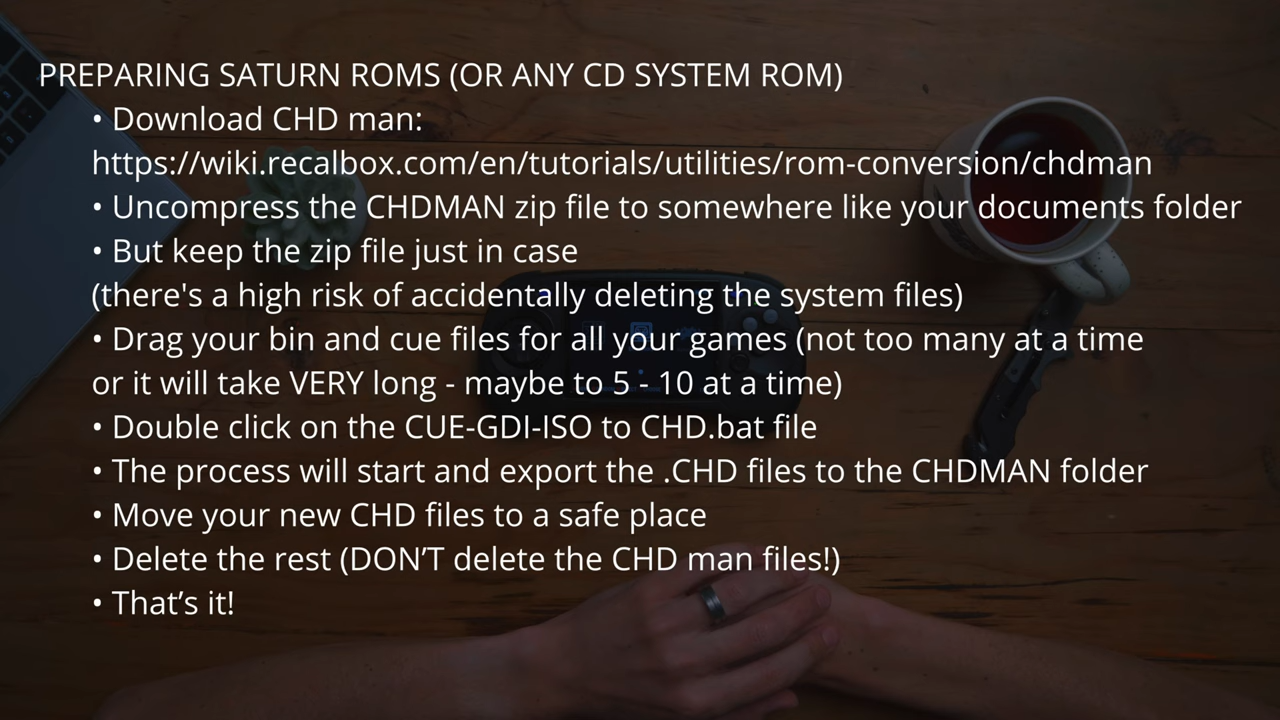 PREPARING SATURN ROMS (OR ANY CD SYSTEM ROM)
• Download CHD man:
https://wiki.recalbox.com/en/tutorials/utilities/rom-conversion/chdman
• Uncompress the CHDMAN zip file to somewhere like your documents folder
• But keep the zip file just in case
(there's a high risk of accidentally deleting the system files)
• Drag your bin and cue files for all your games (not too many at a time
or it will take VERY long - maybe to 5 - 10 at a time)
• Double click on the CUE-GDI-ISO to CHD.bat file
• The process will start and export the .CHD files to the CHDMAN folder
• Move your new CHD files to a safe place
• Delete the rest (DON’T delete the CHD man files!)
• That’s it!